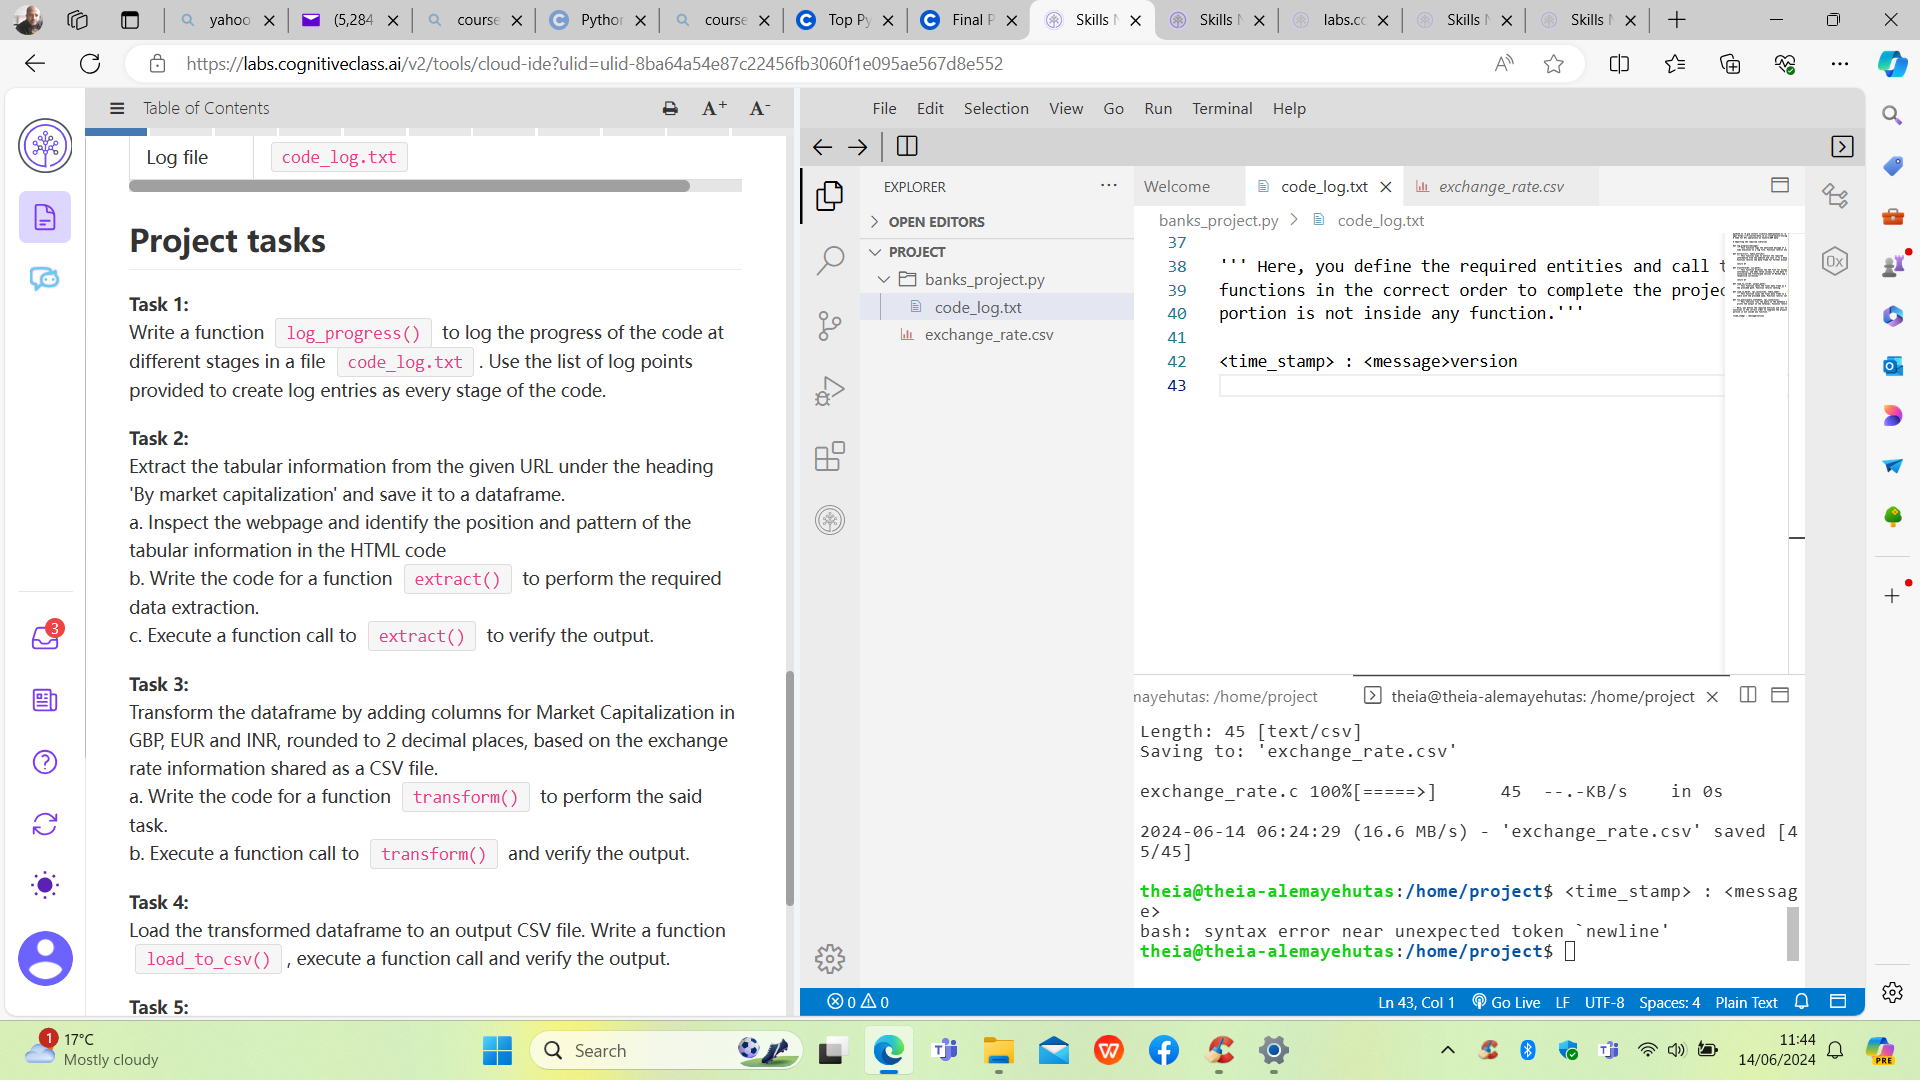 yahoo
(5,284
course
Python
course
Top Py
Final P
Skills N
Skills N
labs.co
Skills N
Skills N
https://labs.cognitiveclass.ai/v2/tools/cloud-ide?ulid=ulid-8ba64a54e87c22456fb3060f1e095ae567d8e552
Table of Contents
A+ A-
Log file code_log.txt
Project tasks
Task 1:
Write a function log_progress() to log the progress of the code at
different stages in a file code_log.txt . Use the list of log points
provided to create log entries as every stage of the code.
Task 2:
Extract the tabular information from the given URL under the heading
'By market capitalization' and save it to a dataframe.
a. Inspect the webpage and identify the position and pattern of the
tabular information in the HTML code
b. Write the code for a function extract() to perform the required
data extraction.
c. Execute a function call to extract() to verify the output.
Task 3:
Transform the dataframe by adding columns for Market Capitalization in
GBP, EUR and INR, rounded to 2 decimal places, based on the exchange
rate information shared as a CSV file.
a. Write the code for a function transform() to perform the said
task.
b. Execute a function call to transform() and verify the output.
Task 4:
Load the transformed dataframe to an output CSV file. Write a function
load_to_csv() , execute a function call and verify the output.
Task 5:
3
File Edit Selection View Go Run Terminal Help
EXPLORER
OPEN EDITORS
PROJECT
banks_project.py
code_log.txt
exchange_rate.csv
Welcome
code_log.txt
exchange_rate.csv
banks_project.py > code_log.txt
37
38 ''' Here, you define the required entities and call t
39 functions in the correct order to complete the projec
40 portion is not inside any function.'''
41
42 <time_stamp> : <message>version
43
0x
mayehutas: /home/project
theia@theia-alemayehutas: /home/project
Length: 45 [text/csv]
Saving to: 'exchange_rate.csv'
exchange_rate.c 100%[=====>] 45 --.-KB/s in 0s
2024-06-14 06:24:29 (16.6 MB/s) - 'exchange_rate.csv' saved [4
5/45]
theia@theia-alemayehutas:/home/project$ <time_stamp> : <messag
e>
bash: syntax error near unexpected token `newline'
theia@theia-alemayehutas:/home/project$
0 0
Ln 43, Col 1 Go Live LF UTF-8 Spaces: 4 Plain Text
1
17°C
Mostly cloudy
Search
11:44
14/06/2024
PRE